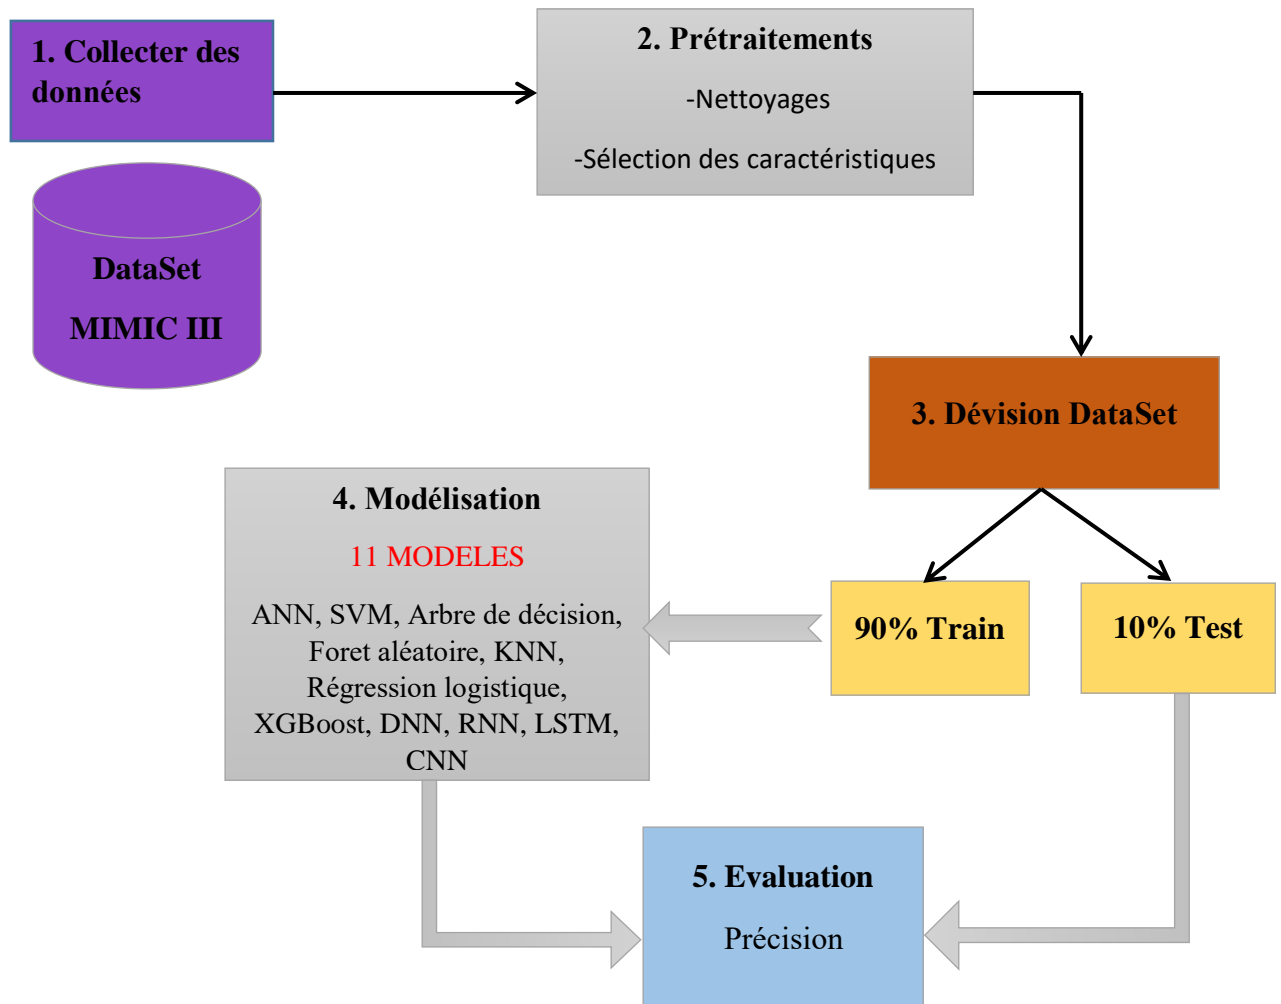 1. Collecter des
données
DataSet
MIMIC III
2. Prétraitements
-Nettoyages
-Sélection des caractéristiques
3. Dévision DataSet
90% Train
10% Test
4. Modélisation
11 MODELES
ANN, SVM, Arbre de décision,
Foret aléatoire, KNN,
Régression logistique,
XGBoost, DNN, RNN, LSTM,
CNN
5. Evaluation
Précision